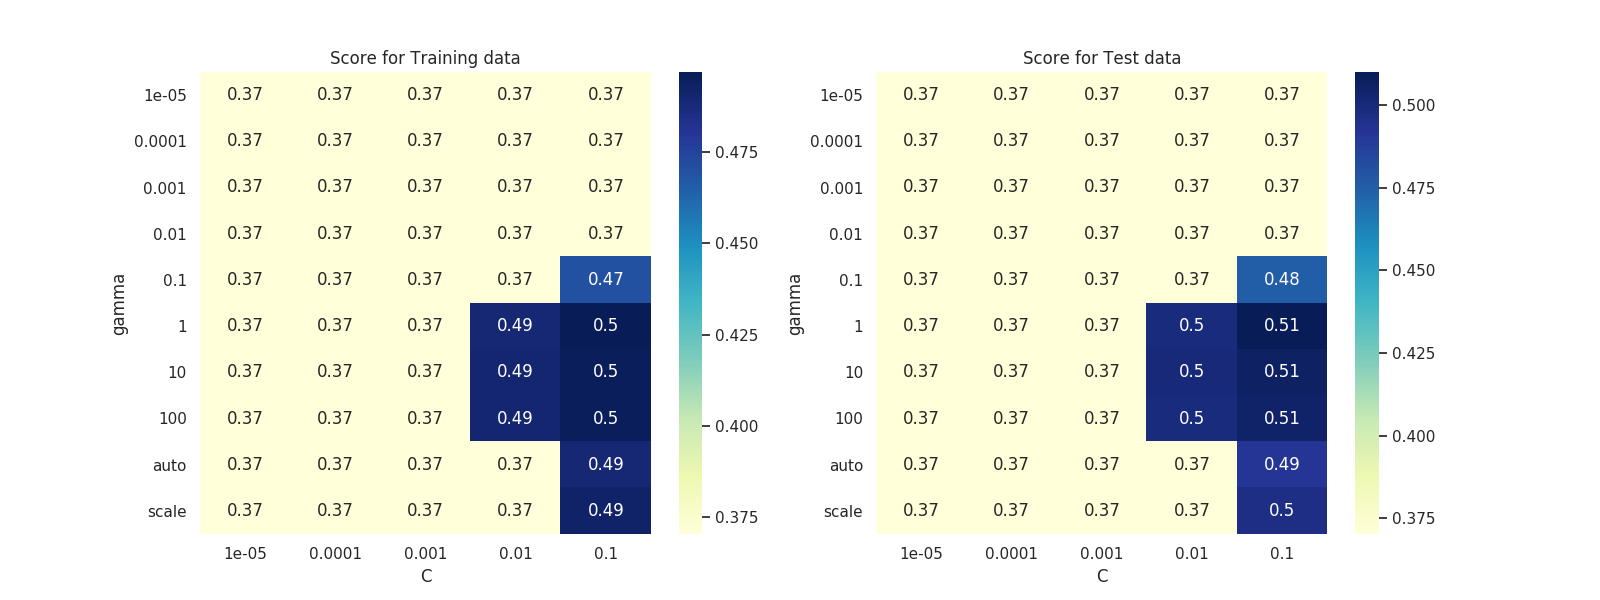 Score for Training data
1e-05 0.37 0.37 0.37 0.37 0.37
0.0001 0.37 0.37 0.37 0.37 0.37
0.001 0.37 0.37 0.37 0.37 0.37
0.01 0.37 0.37 0.37 0.37 0.37
0.1 0.37 0.37 0.37 0.37 0.47
1 0.37 0.37 0.37 0.49 0.5
10 0.37 0.37 0.37 0.49 0.5
100 0.37 0.37 0.37 0.49 0.5
auto 0.37 0.37 0.37 0.37 0.49
scale 0.37 0.37 0.37 0.37 0.49
gamma
1e-05 0.0001 0.001 0.01 0.1
C
0.475
0.450
0.425
0.400
0.375
Score for Test data
1e-05 0.37 0.37 0.37 0.37 0.37
0.0001 0.37 0.37 0.37 0.37 0.37
0.001 0.37 0.37 0.37 0.37 0.37
0.01 0.37 0.37 0.37 0.37 0.37
0.1 0.37 0.37 0.37 0.37 0.48
1 0.37 0.37 0.37 0.5 0.51
10 0.37 0.37 0.37 0.5 0.51
100 0.37 0.37 0.37 0.5 0.51
auto 0.37 0.37 0.37 0.37 0.49
scale 0.37 0.37 0.37 0.37 0.5
gamma
1e-05 0.0001 0.001 0.01 0.1
C
0.500
0.475
0.450
0.425
0.400
0.375